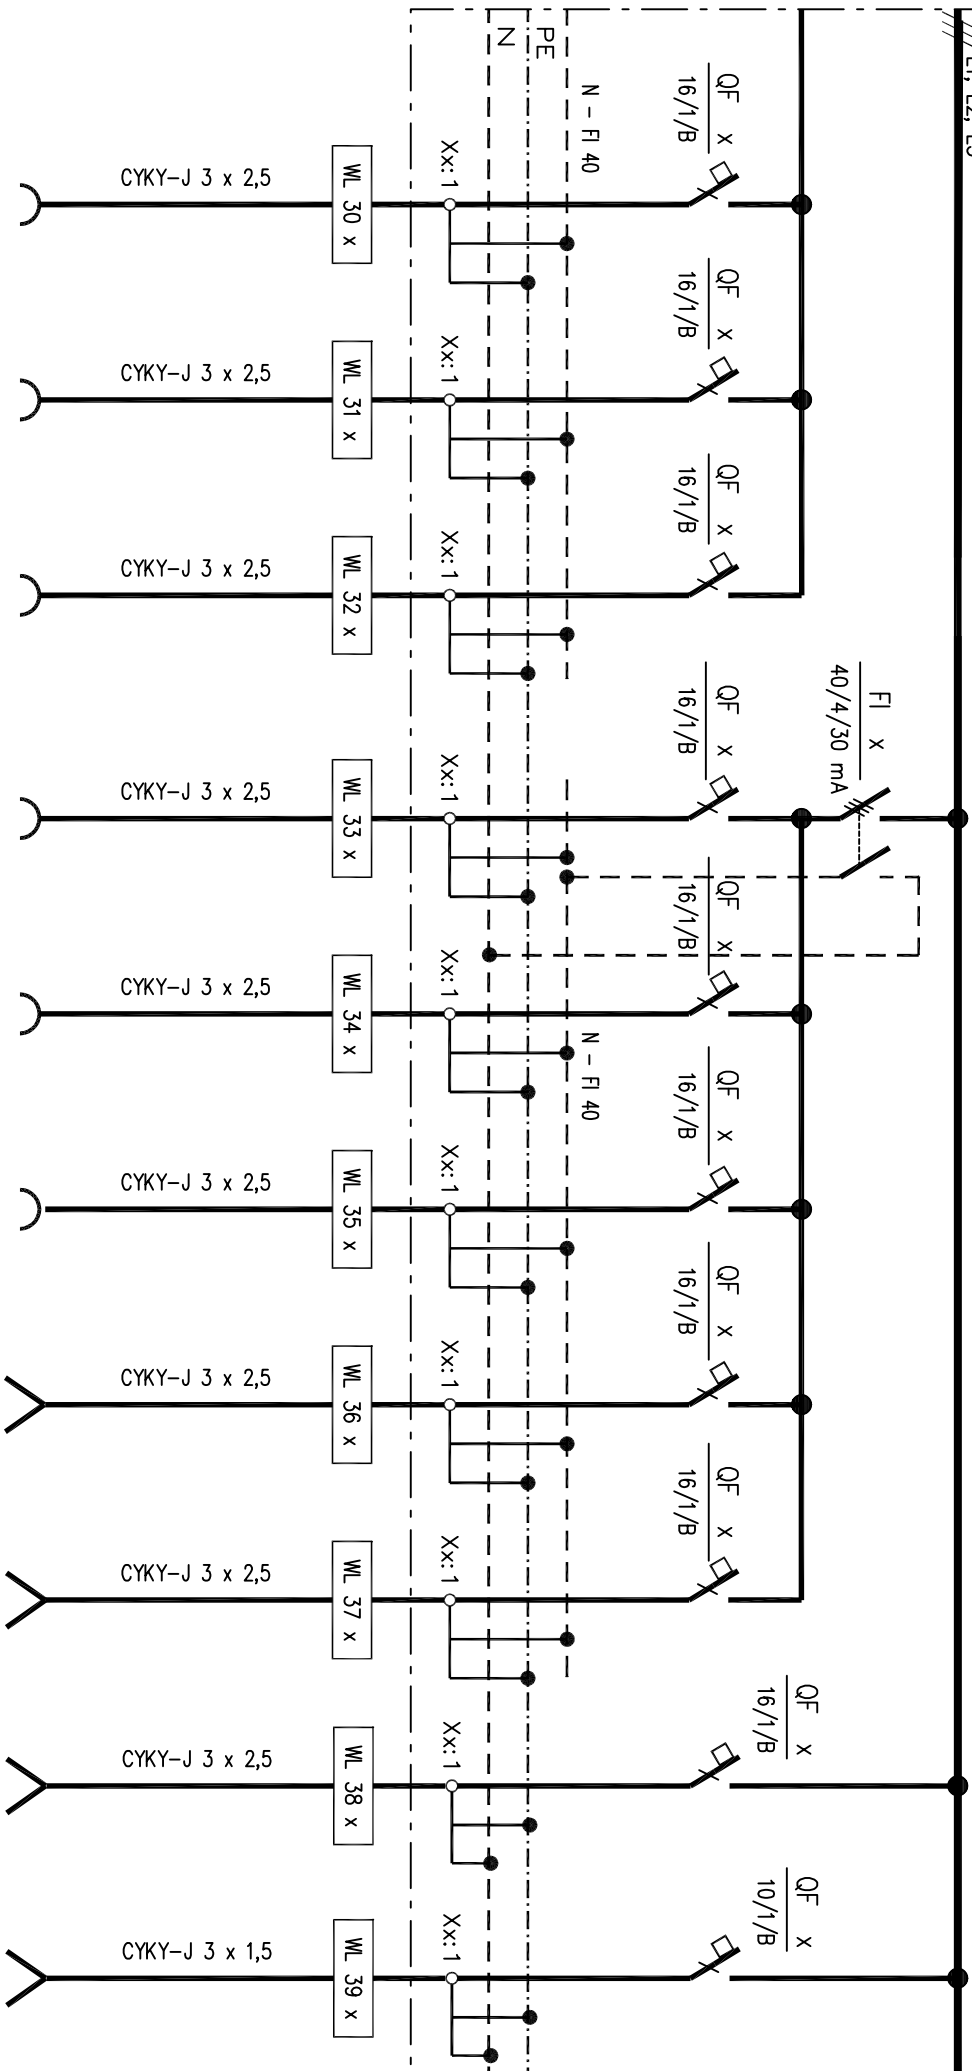 N
PE
N - FI 40
QF x
16/1/B
Xx:1
WL 30 x
CYKY-J 3 x 2,5
QF x
16/1/B
Xx:1
WL 31 x
CYKY-J 3 x 2,5
QF x
16/1/B
Xx:1
WL 32 x
CYKY-J 3 x 2,5
FI x
40/4/30 mA
QF x
16/1/B
Xx:1
WL 33 x
CYKY-J 3 x 2,5
QF x
16/1/B
Xx:1
WL 34 x
CYKY-J 3 x 2,5
N - FI 40
QF x
16/1/B
Xx:1
WL 35 x
CYKY-J 3 x 2,5
QF x
16/1/B
Xx:1
WL 36 x
CYKY-J 3 x 2,5
QF x
16/1/B
Xx:1
WL 37 x
CYKY-J 3 x 2,5
QF x
16/1/B
Xx:1
WL 38 x
CYKY-J 3 x 2,5
QF x
10/1/B
Xx:1
WL 39 x
CYKY-J 3 x 1,5